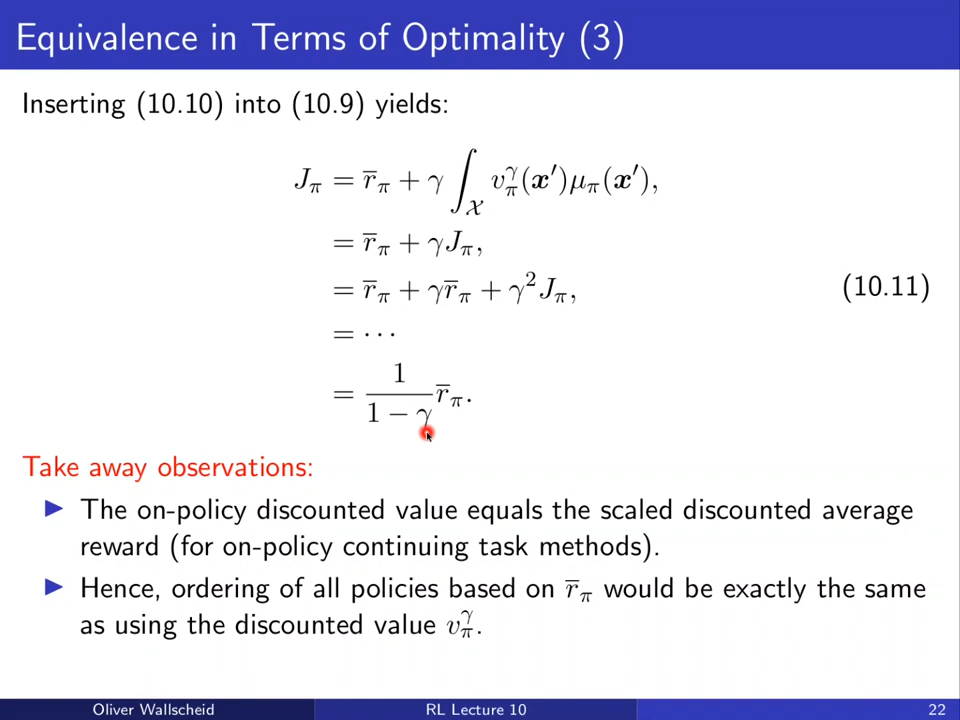 Equivalence in Terms of Optimality (3)
Inserting (10.10) into (10.9) yields:
J_π = r̅_π + γ ∫_𝒳 v_π^γ(x′)μ_π(x′),
= r̅_π + γJ_π,
= r̅_π + γr̅_π + γ²J_π,
(10.11)
= ⋯
= 1/(1 − γ) r̅_π.
Take away observations:
▶ The on-policy discounted value equals the scaled discounted average
reward (for on-policy continuing task methods).
▶ Hence, ordering of all policies based on r̅_π would be exactly the same
as using the discounted value v_π^γ.
Oliver Wallscheid RL Lecture 10 22